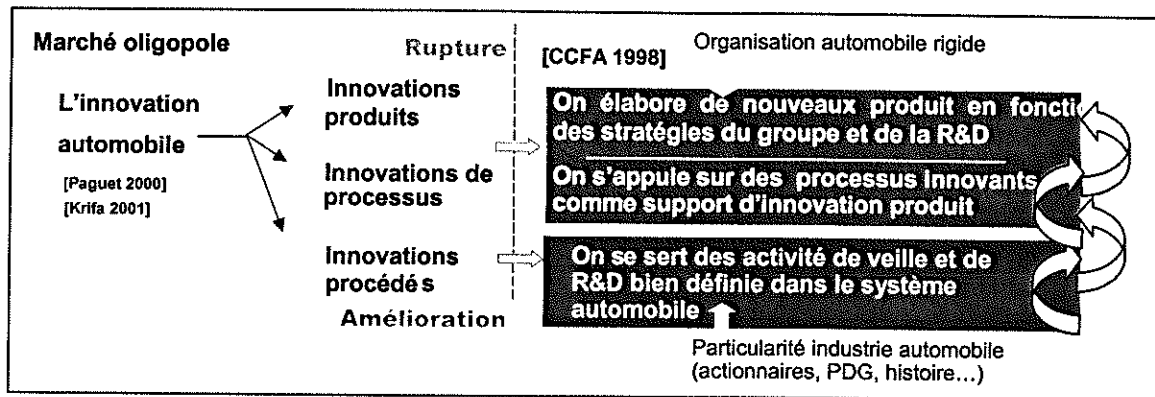 Marché oligopole
L'innovation
automobile
[Paguet 2000]
[Krifa 2001]
Rupture
Innovations
produits
Innovations de
processus
Innovations
procédés
Amélioration
[CCFA 1998]
Organisation automobile rigide
On élabore de nouveaux produit en fonctio
des stratégles du groupe et de la R&D
On s'appule sur des processus innovants
comme support d'innovation produit
On se sert des activité de veille et de
R&D bien définie dans le système
automobile
Particularité industrie automobile
(actionnaires, PDG, histoire...)